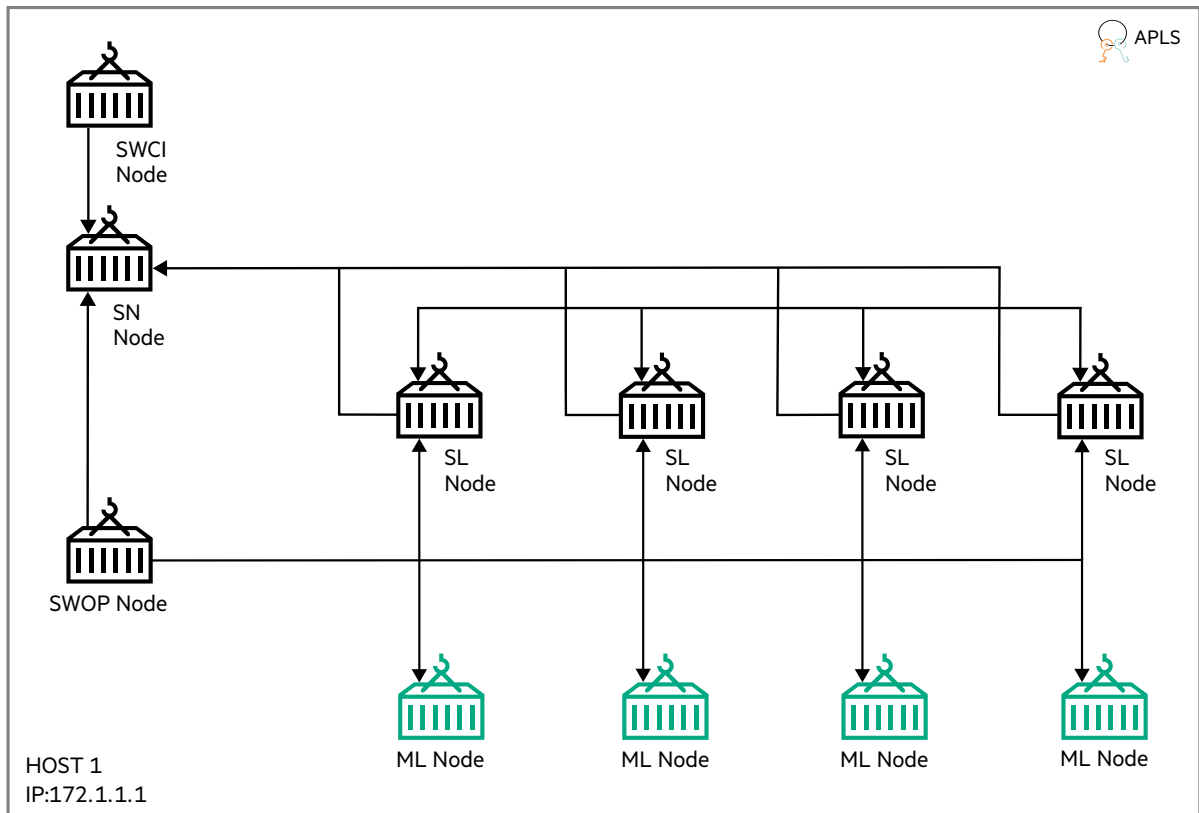 APLS
SWCI
Node
SN
Node
SL
Node
SL
Node
SL
Node
SL
Node
SWOP Node
ML Node
ML Node
ML Node
ML Node
HOST 1
IP:172.1.1.1